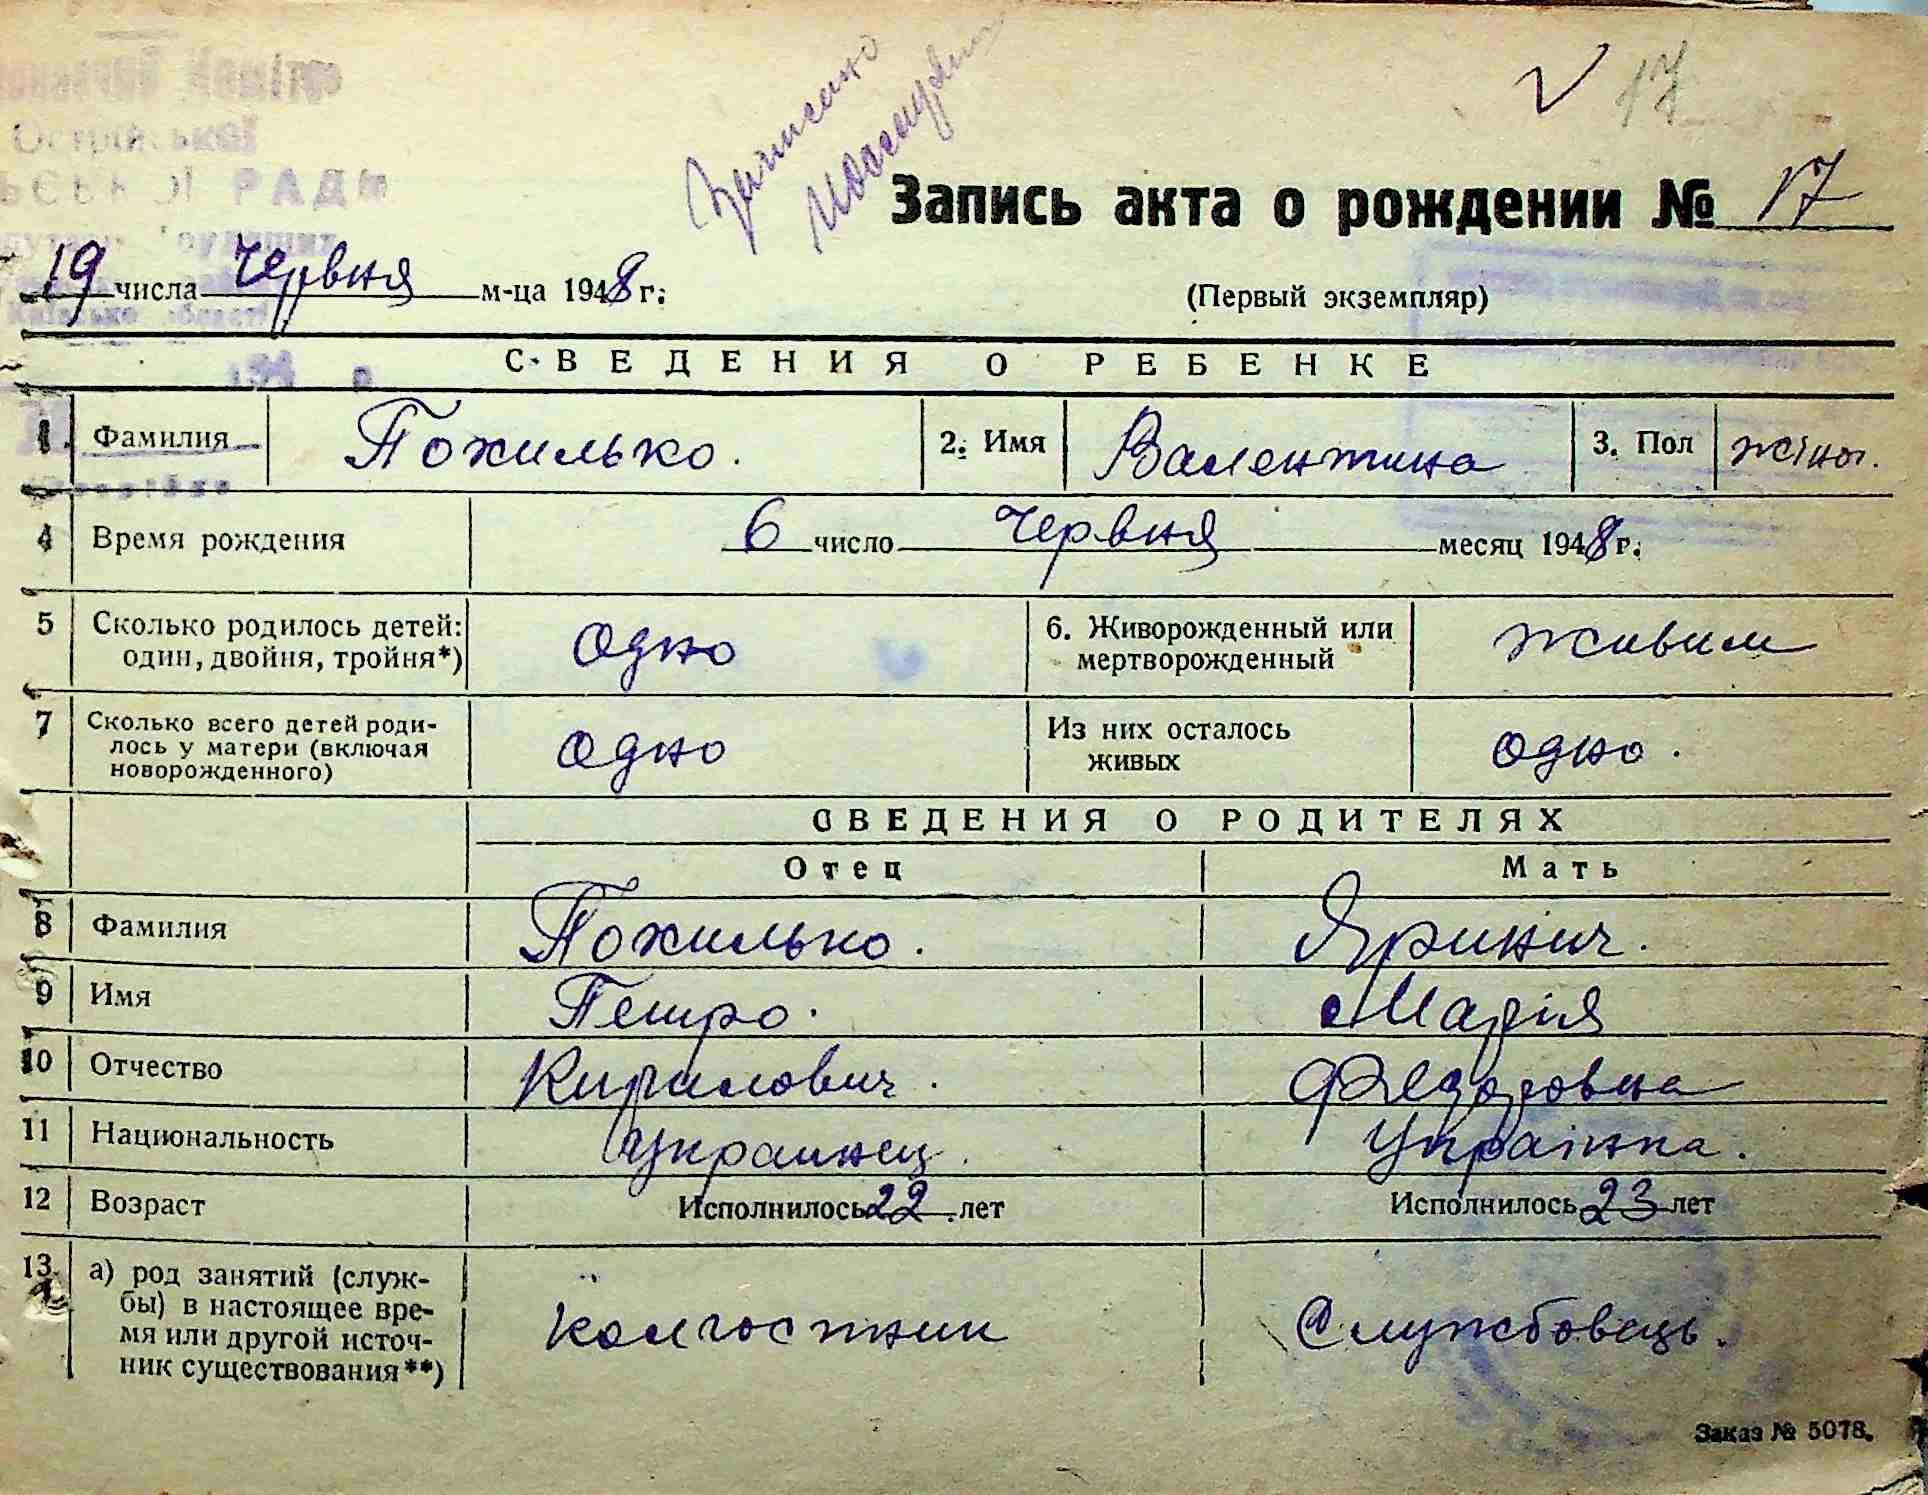 17
Записано
Запись акта о рождении № 17
19 числа Червня м-ца 1948 г.
(Первый экземпляр)
СВЕДЕНИЯ О РЕБЕНКЕ
1. Фамилия Пожилько. 2. Имя Валентина 3. Пол жіноч.
4 Время рождения 6 число Червня месяц 1948 г.
5 Сколько родилось детей: один, двойня, тройня*) одно 6. Живорожденный или мертворожденный живим
7 Сколько всего детей родилось у матери (включая новорожденного) одно Из них осталось живых одно.
СВЕДЕНИЯ О РОДИТЕЛЯХ
Отец Мать
8 Фамилия Пожилько. Яринич.
9 Имя Петро. Марія
10 Отчество Кирилович. Федоровна
11 Национальность Украинец. Українка.
12 Возраст Исполнилось 22 лет Исполнилось 23 лет
13. а) род занятий (службы) в настоящее время или другой источник существования**) колгостник Службовець.
Заказ № 5078.